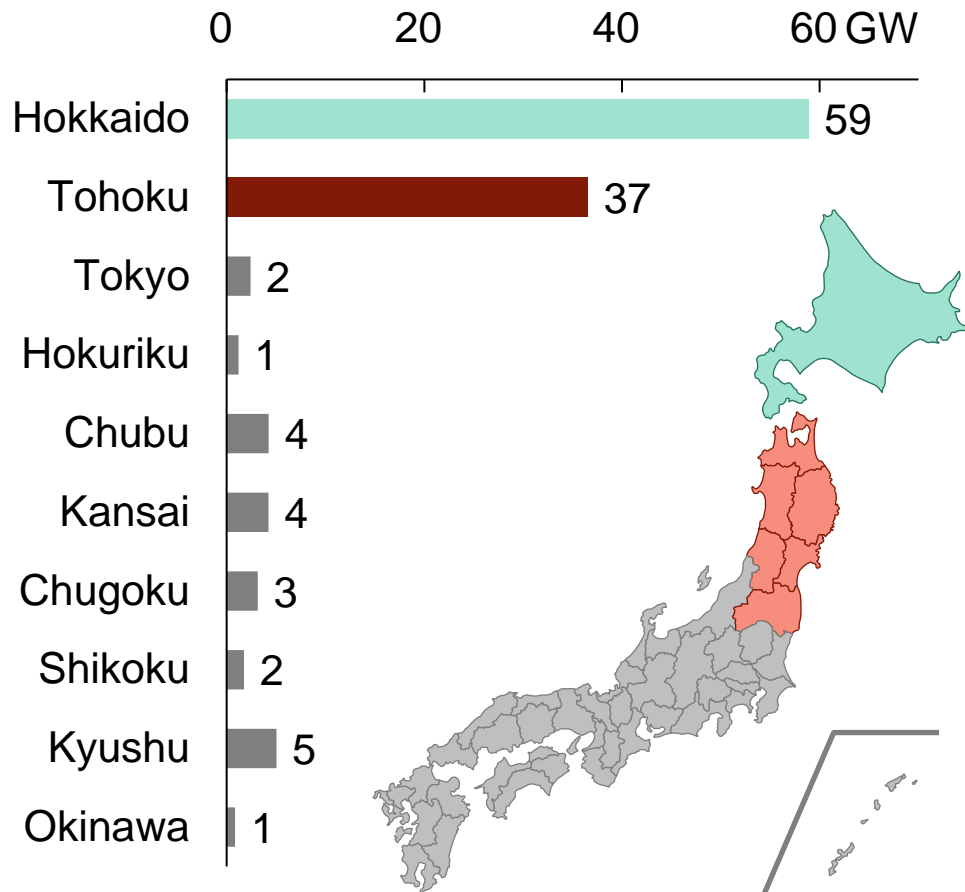 0 20 40 60 GW
Hokkaido 59
Tohoku 37
Tokyo 2
Hokuriku 1
Chubu 4
Kansai 4
Chugoku 3
Shikoku 2
Kyushu 5
Okinawa 1